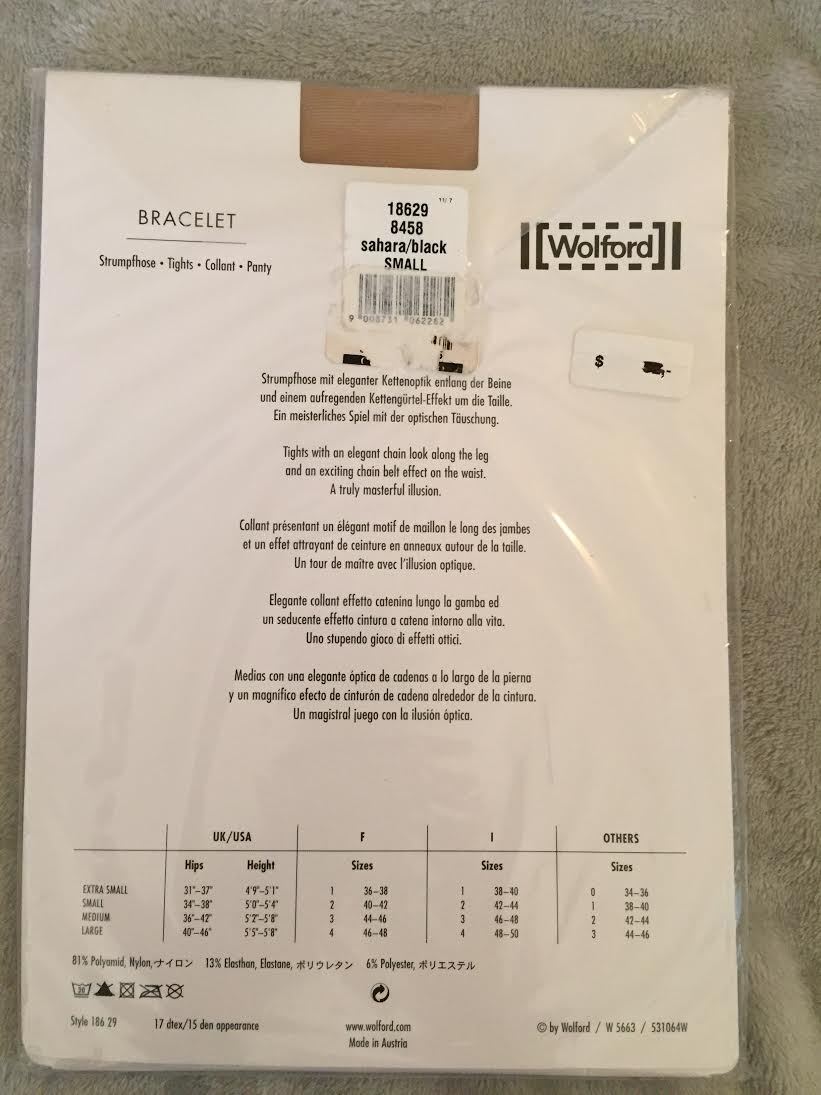 BRACELET
Strumpfhose • Tights • Collant • Panty
11/ 7
18629
8458
sahara/black
SMALL
9 008731 062262
Wolford
$ ,-
Strumpfhose mit eleganter Kettenoptik entlang der Beine
und einem aufregenden Kettengürtel-Effekt um die Taille.
Ein meisterliches Spiel mit der optischen Täuschung.
Tights with an elegant chain look along the leg
and an exciting chain belt effect on the waist.
A truly masterful illusion.
Collant présentant un élégant motif de maillon le long des jambes
et un effet attrayant de ceinture en anneaux autour de la taille.
Un tour de maître avec l'illusion optique.
Elegante collant effetto catenina lungo la gamba ed
un seducente effetto cintura a catena intorno alla vita.
Uno stupendo gioco di effetti ottici.
Medias con una elegante óptica de cadenas a lo largo de la pierna
y un magnífico efecto de cinturón de cadena alrededor de la cintura.
Un magistral juego con la ilusión óptica.
UK/USA F I OTHERS
Hips Height Sizes Sizes Sizes
EXTRA SMALL 31"–37" 4'9"–5'1" 1 36–38 1 38–40 0 34–36
SMALL 34"–38" 5'0"–5'4" 2 40–42 2 42–44 1 38–40
MEDIUM 36"–42" 5'2"–5'8" 3 44–46 3 46–48 2 42–44
LARGE 40"–46" 5'5"–5'8" 4 46–48 4 48–50 3 44–46
81% Polyamid, Nylon, ナイロン 13% Elasthan, Elastane, ポリウレタン 6% Polyester, ポリエステル
30
Style 186 29 17 dtex/15 den appearance www.wolford.com © by Wolford / W 5663 / 531064W
Made in Austria